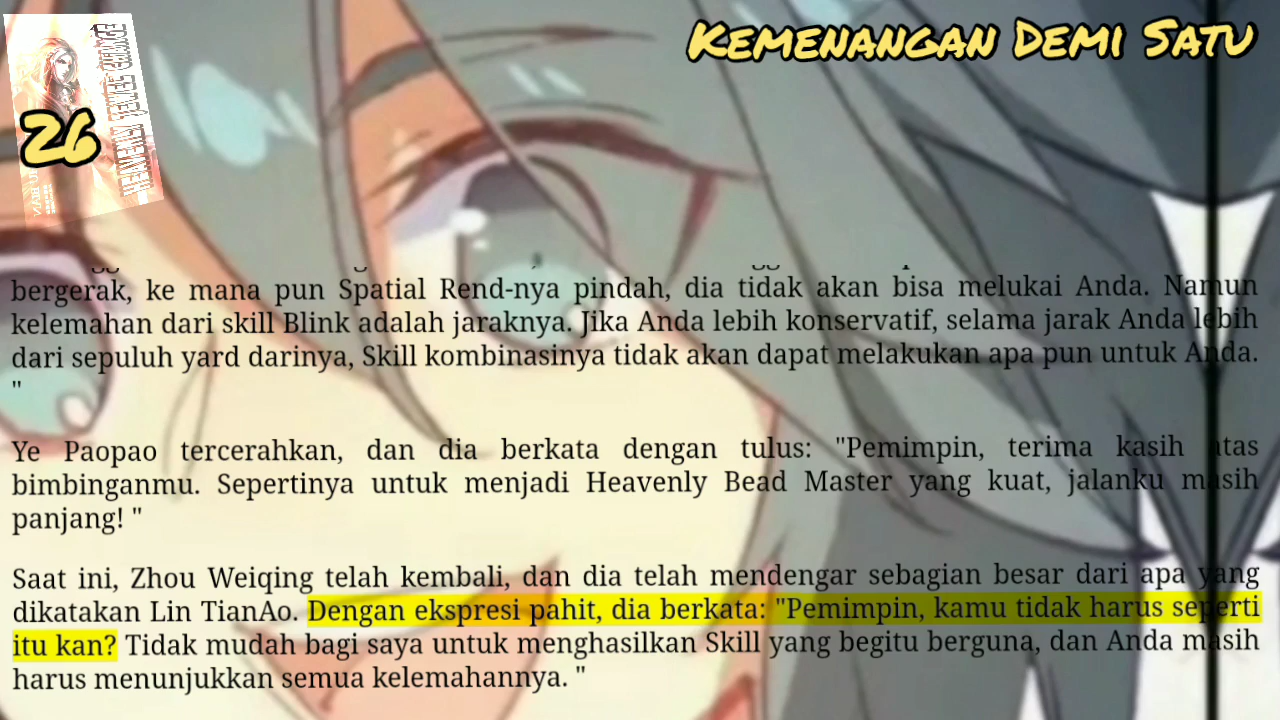 Kemenangan Demi Satu
HEAVENLY JEWEL CHANGE
26
bergerak, ke mana pun Spatial Rend-nya pindah, dia tidak akan bisa melukai Anda. Namun
kelemahan dari skill Blink adalah jaraknya. Jika Anda lebih konservatif, selama jarak Anda lebih
dari sepuluh yard darinya, Skill kombinasinya tidak akan dapat melakukan apa pun untuk Anda.
"
Ye Paopao tercerahkan, dan dia berkata dengan tulus: "Pemimpin, terima kasih atas
bimbinganmu. Sepertinya untuk menjadi Heavenly Bead Master yang kuat, jalanku masih
panjang! "
Saat ini, Zhou Weiqing telah kembali, dan dia telah mendengar sebagian besar dari apa yang
dikatakan Lin TianAo. Dengan ekspresi pahit, dia berkata: "Pemimpin, kamu tidak harus seperti
itu kan? Tidak mudah bagi saya untuk menghasilkan Skill yang begitu berguna, dan Anda masih
harus menunjukkan semua kelemahannya. "